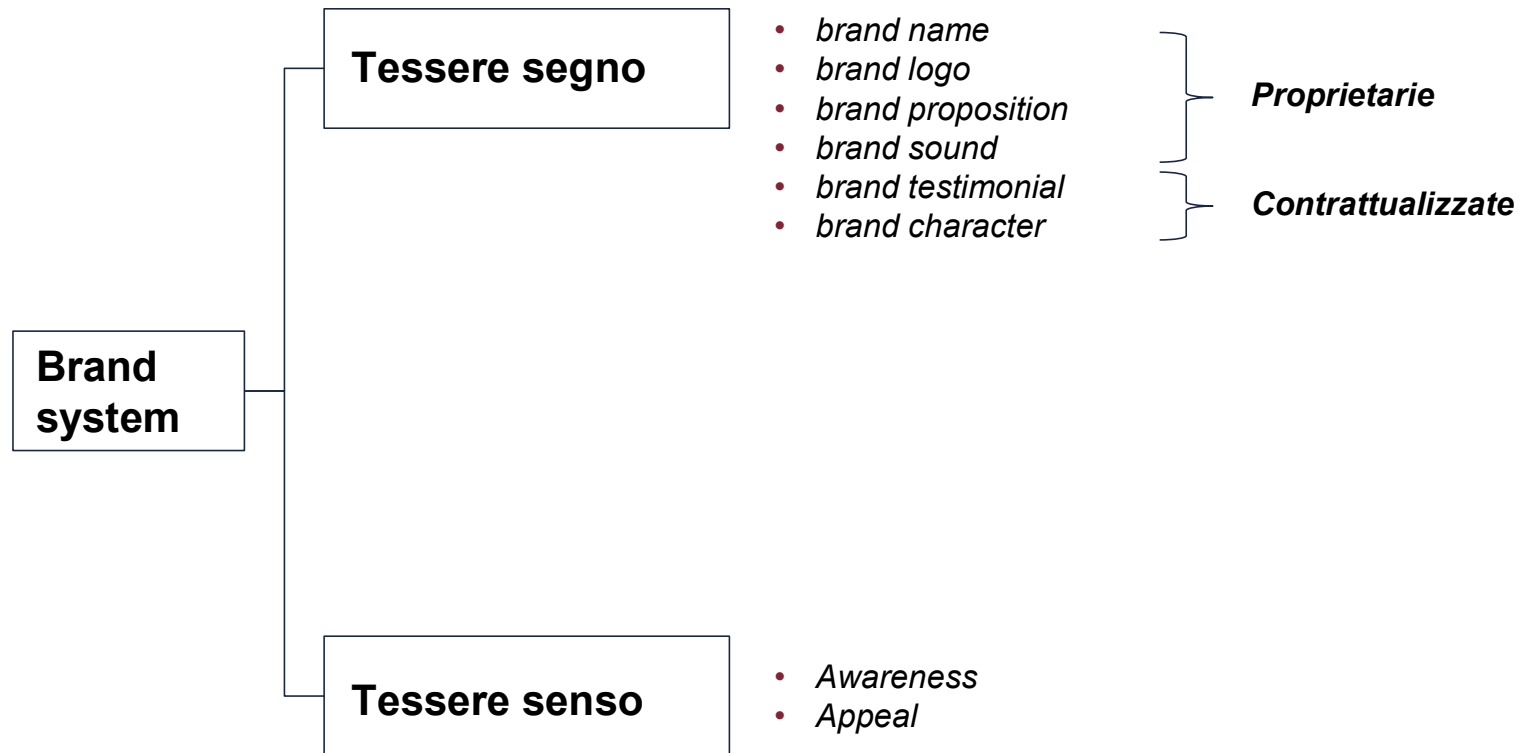 Tessere segno
• brand name
• brand logo
• brand proposition
• brand sound
• brand testimonial
• brand character
Proprietarie
Contrattualizzate
Brand
system
Tessere senso
• Awareness
• Appeal